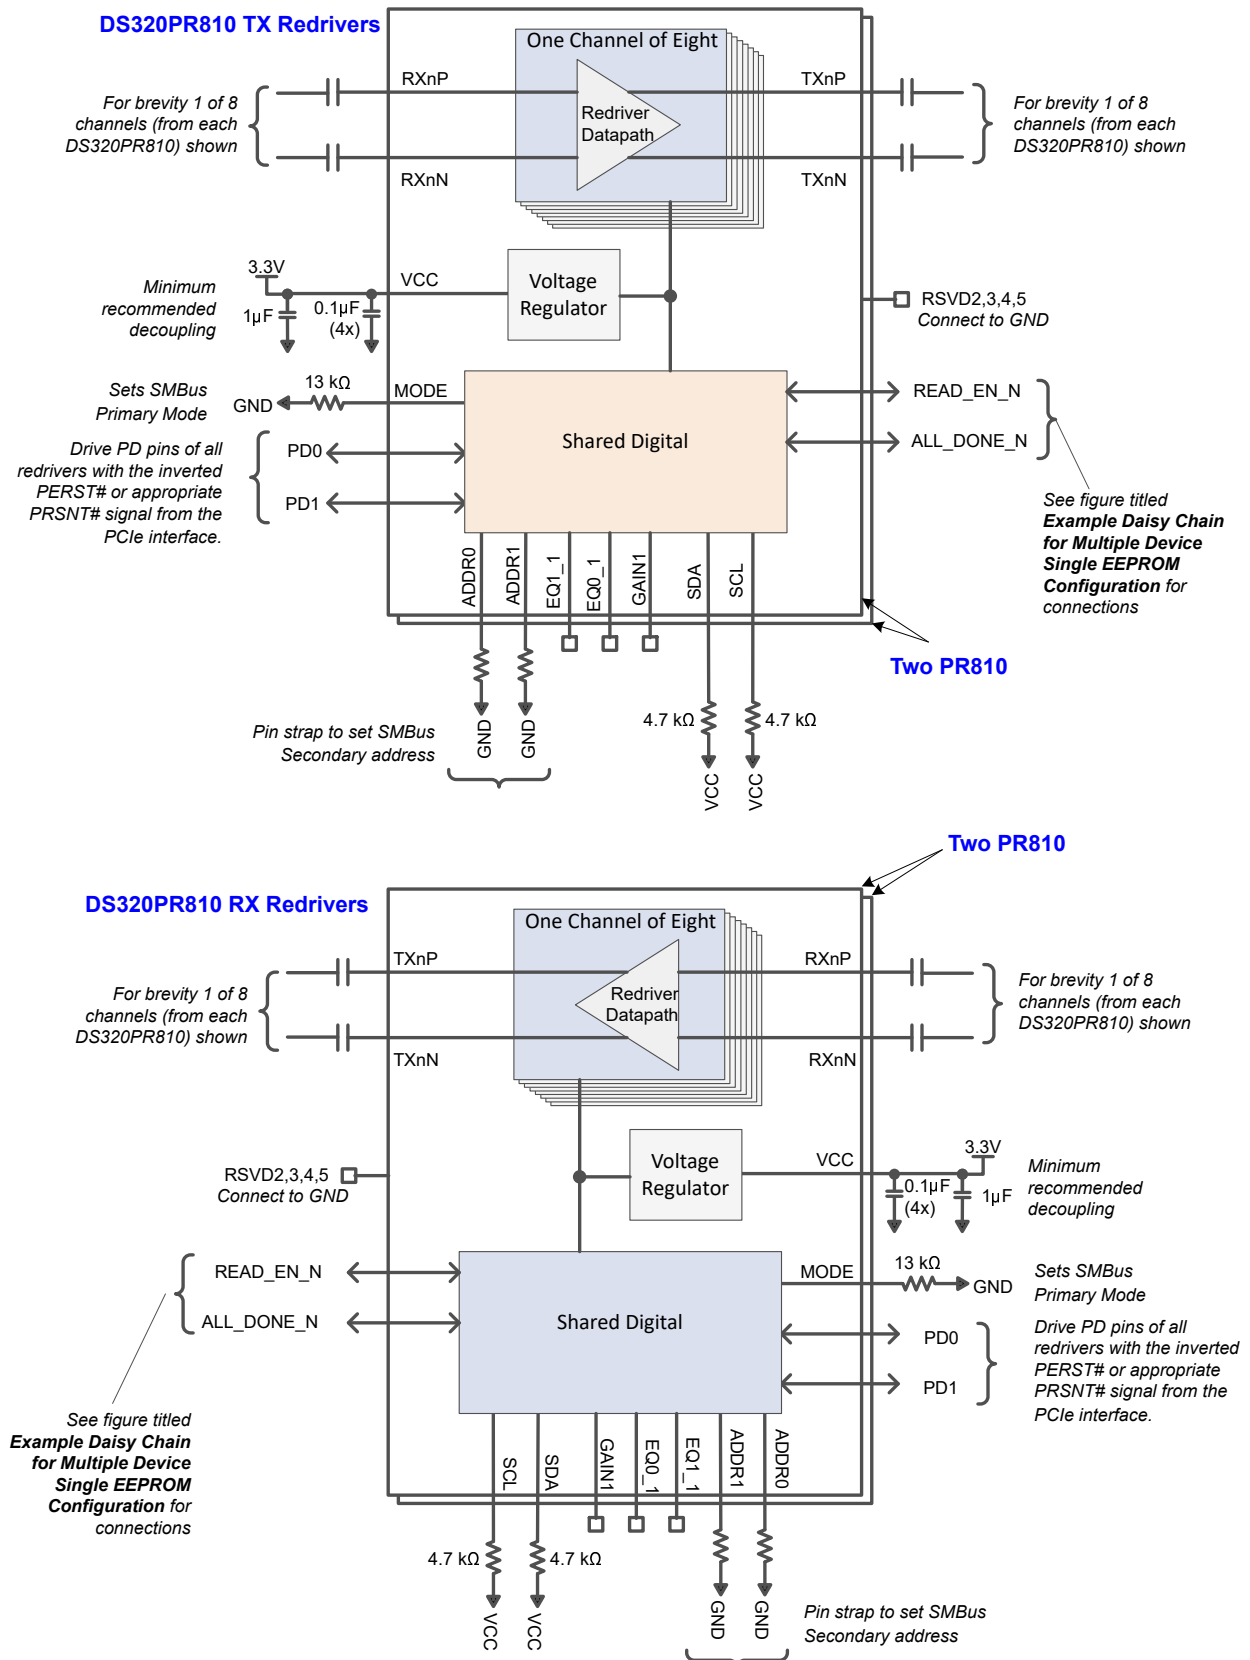 DS320PR810 TX Redrivers
One Channel of Eight
RXnP
TXnP
For brevity 1 of 8
channels (from each
DS320PR810) shown
Redriver
Datapath
For brevity 1 of 8
channels (from each
DS320PR810) shown
RXnN
TXnN
Minimum
recommended
decoupling
3.3V
1µF
0.1µF
(4x)
VCC
Voltage
Regulator
RSVD2,3,4,5
Connect to GND
Sets SMBus
Primary Mode
GND
13 kΩ
MODE
READ_EN_N
Drive PD pins of all
redrivers with the inverted
PERST# or appropriate
PRSNT# signal from the
PCIe interface.
PD0
PD1
Shared Digital
ALL_DONE_N
See figure titled
Example Daisy Chain
for Multiple Device
Single EEPROM
Configuration for
connections
ADDR0
ADDR1
EQ1_1
EQ0_1
GAIN1
SDA
SCL
Two PR810
Pin strap to set SMBus
Secondary address
GND
GND
4.7 kΩ
4.7 kΩ
VCC
VCC
Two PR810
DS320PR810 RX Redrivers
One Channel of Eight
TXnP
RXnP
For brevity 1 of 8
channels (from each
DS320PR810) shown
Redriver
Datapath
For brevity 1 of 8
channels (from each
DS320PR810) shown
TXnN
RXnN
RSVD2,3,4,5
Connect to GND
Voltage
Regulator
VCC
3.3V
0.1µF
(4x)
1µF
Minimum
recommended
decoupling
READ_EN_N
ALL_DONE_N
Shared Digital
MODE
13 kΩ
GND
Sets SMBus
Primary Mode
PD0
PD1
Drive PD pins of all
redrivers with the inverted
PERST# or appropriate
PRSNT# signal from the
PCIe interface.
See figure titled
Example Daisy Chain
for Multiple Device
Single EEPROM
Configuration for
connections
SCL
SDA
GAIN1
EQ0_1
EQ1_1
ADDR1
ADDR0
4.7 kΩ
4.7 kΩ
VCC
VCC
GND
GND
Pin strap to set SMBus
Secondary address